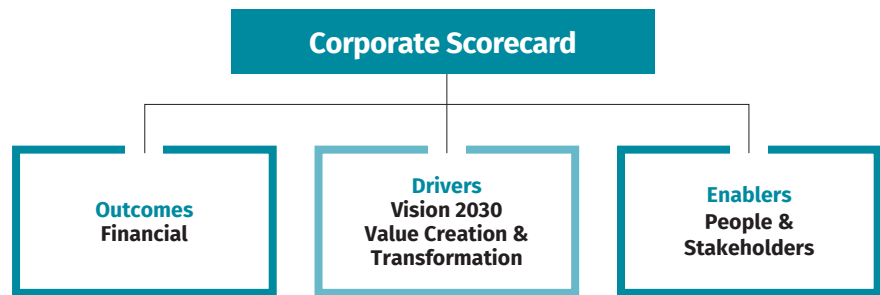 Corporate Scorecard
Outcomes
Financial
Drivers
Vision 2030
Value Creation &
Transformation
Enablers
People &
Stakeholders